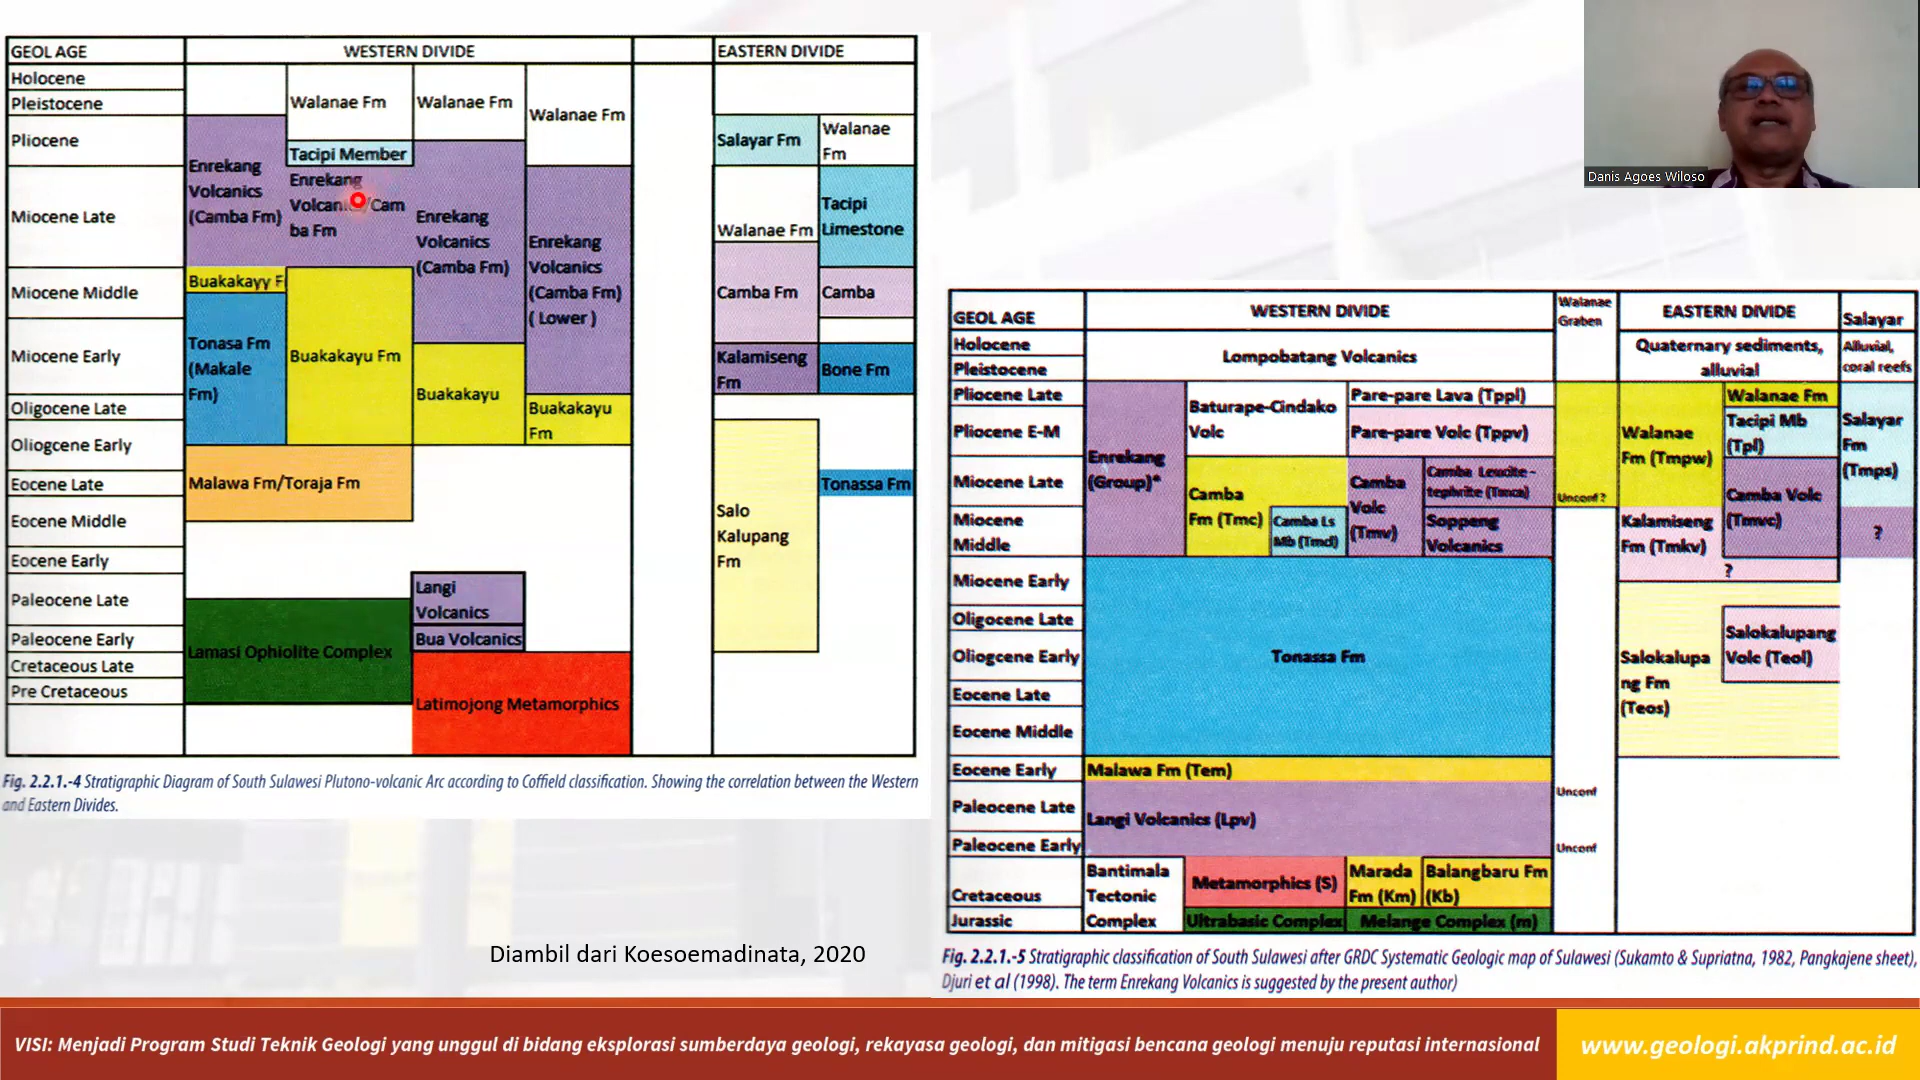 GEOL AGE
WESTERN DIVIDE
EASTERN DIVIDE
Holocene
Pleistocene
Pliocene
Miocene Late
Miocene Middle
Miocene Early
Oligocene Late
Oliogcene Early
Eocene Late
Eocene Middle
Eocene Early
Paleocene Late
Paleocene Early
Cretaceous Late
Pre Cretaceous
Enrekang
Volcanics
(Camba Fm)
Buakakayy F
Tonasa Fm
(Makale
Fm)
Malawa Fm/Toraja Fm
Lamasi Ophiolite Complex
Walanae Fm
Tacipi Member
Enrekang
ba Fm
Buakakayu Fm
Walanae Fm
Enrekang
Volcanics
(Camba Fm)
Buakakayu
Langi
Volcanics
Bua Volcanics
Latimojong Metamorphics
Walanae Fm
Enrekang
Volcanics
(Camba Fm)
( Lower )
Buakakayu
Fm
Salayar Fm
Walanae Fm
Camba Fm
Kalamiseng
Fm
Salo
Kalupang
Fm
Walanae
Fm
Tacipi
Limestone
Camba
Bone Fm
Tonassa Fm
Fig. 2.2.1.-4 Stratigraphic Diagram of South Sulawesi Plutono-volcanic Arc according to Coffield classification. Showing the correlation between the Western
and Eastern Divides.
Danis Agoes Wiloso
GEOL AGE
WESTERN DIVIDE
Walanae
Graben
EASTERN DIVIDE
Salayar
Holocene
Pleistocene
Pliocene Late
Pliocene E-M
Miocene Late
Miocene
Middle
Miocene Early
Oligocene Late
Oliogcene Early
Eocene Late
Eocene Middle
Eocene Early
Paleocene Late
Paleocene Early
Cretaceous
Jurassic
Lompobatang Volcanics
Enrekang
(Group)*
Baturape-Cindako
Volc
Pare-pare Lava (Tppl)
Pare-pare Volc (Tppv)
Camba
Fm (Tmc)
Camba Ls
Mb (Tmcl)
Camba
Volc
(Tmv)
Camba Leucite -
tephrite (Tmca)
Soppeng
Volcanics
Tonassa Fm
Malawa Fm (Tem)
Langi Volcanics (Lpv)
Bantimala
Tectonic
Complex
Metamorphics (S)
Marada
Fm (Km)
Balangbaru Fm
(Kb)
Ultrabasic Complex
Melange Complex (m)
Unconf ?
Unconf
Unconf
Quaternary sediments,
alluvial
Alluvial,
coral reefs
Walanae
Fm (Tmpw)
Walanae Fm
Tacipi Mb
(Tpl)
Camba Volc
(Tmvc)
Kalamiseng
Fm (Tmkv)
?
Salokalupa
ng Fm
(Teos)
Salokalupang
Volc (Teol)
Salayar
Fm
(Tmps)
?
Fig. 2.2.1.-5 Stratigraphic classification of South Sulawesi after GRDC Systematic Geologic map of Sulawesi (Sukamto & Supriatna, 1982, Pangkajene sheet),
Djuri et al (1998). The term Enrekang Volcanics is suggested by the present author)
Diambil dari Koesoemadinata, 2020
VISI: Menjadi Program Studi Teknik Geologi yang unggul di bidang eksplorasi sumberdaya geologi, rekayasa geologi, dan mitigasi bencana geologi menuju reputasi internasional
www.geologi.akprind.ac.id